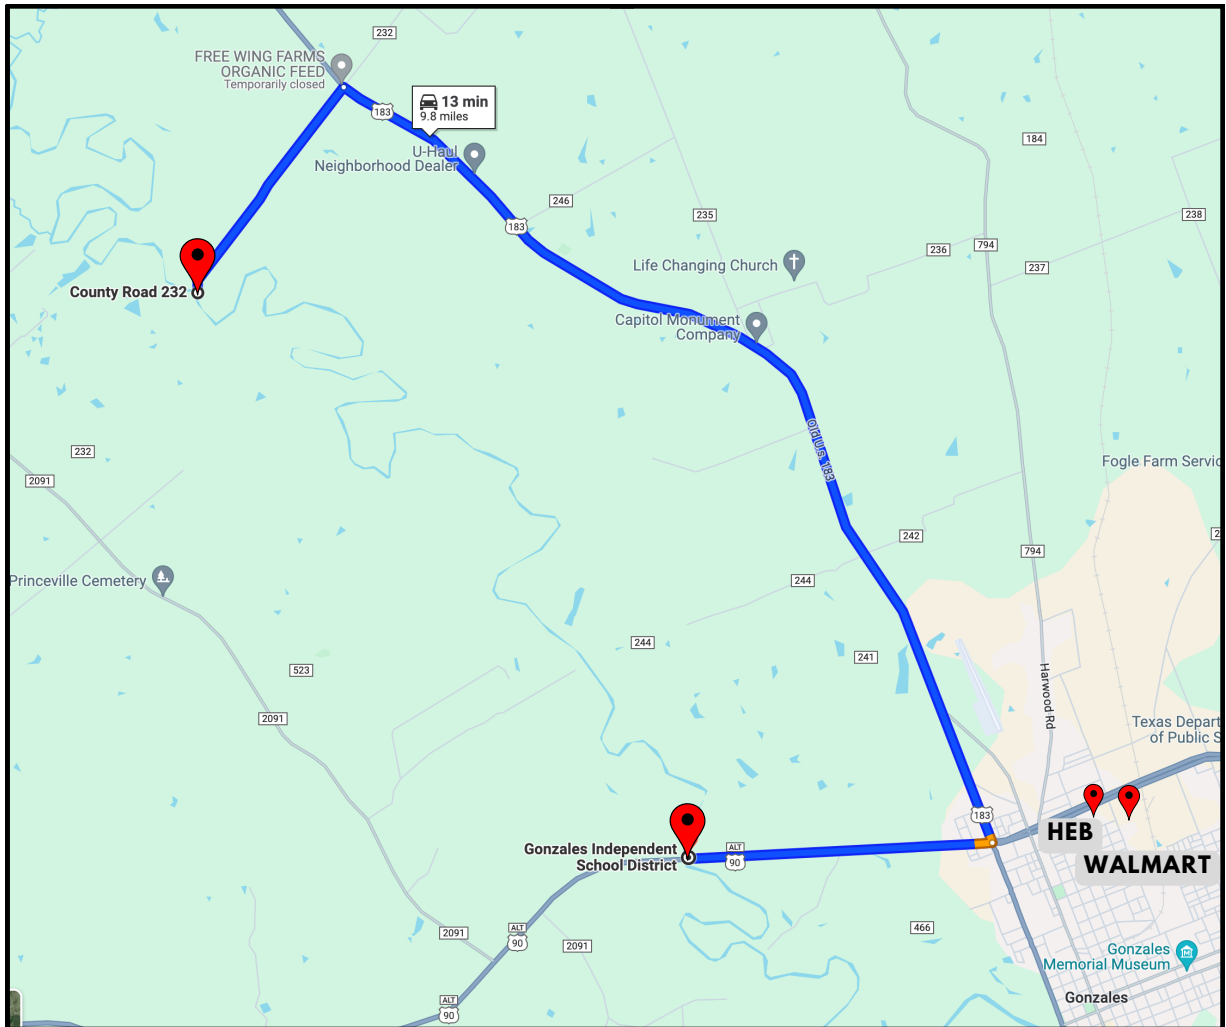 232
FREE WING FARMS
ORGANIC FEED
Temporarily closed
183
13 min
9.8 miles
U-Haul
Neighborhood Dealer
184
246
235
238
183
236
794
237
Life Changing Church
County Road 232
Capitol Monument
Company
Old U.S. 183
232
2091
Fogle Farm Servic
242
794
Princeville Cemetery
244
244
241
523
Harwood Rd
2091
Texas Depart
of Public S
183
HEB
WALMART
Gonzales Independent
School District
ALT
90
2091
ALT
90
2091
466
Gonzales
Memorial Museum
Gonzales
ALT
90